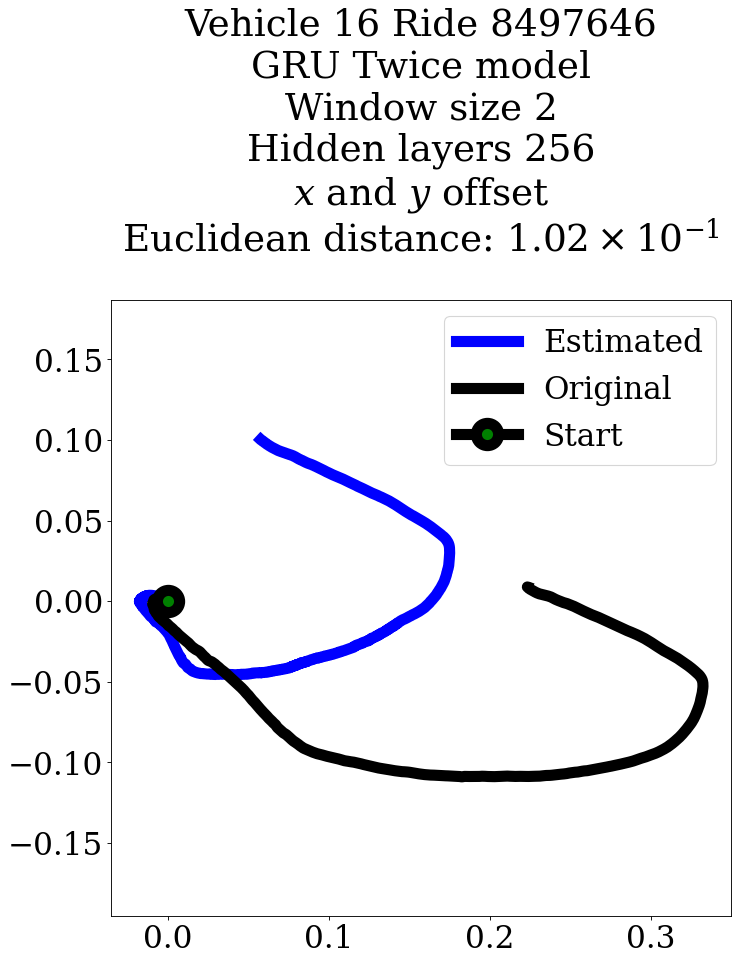 Vehicle 16 Ride 8497646
GRU Twice model
Window size 2
Hidden layers 256
x and y offset
Euclidean distance: 1.02 × 10⁻¹
Estimated
Original
Start
0.15
0.10
0.05
0.00
−0.05
−0.10
−0.15
0.0 0.1 0.2 0.3